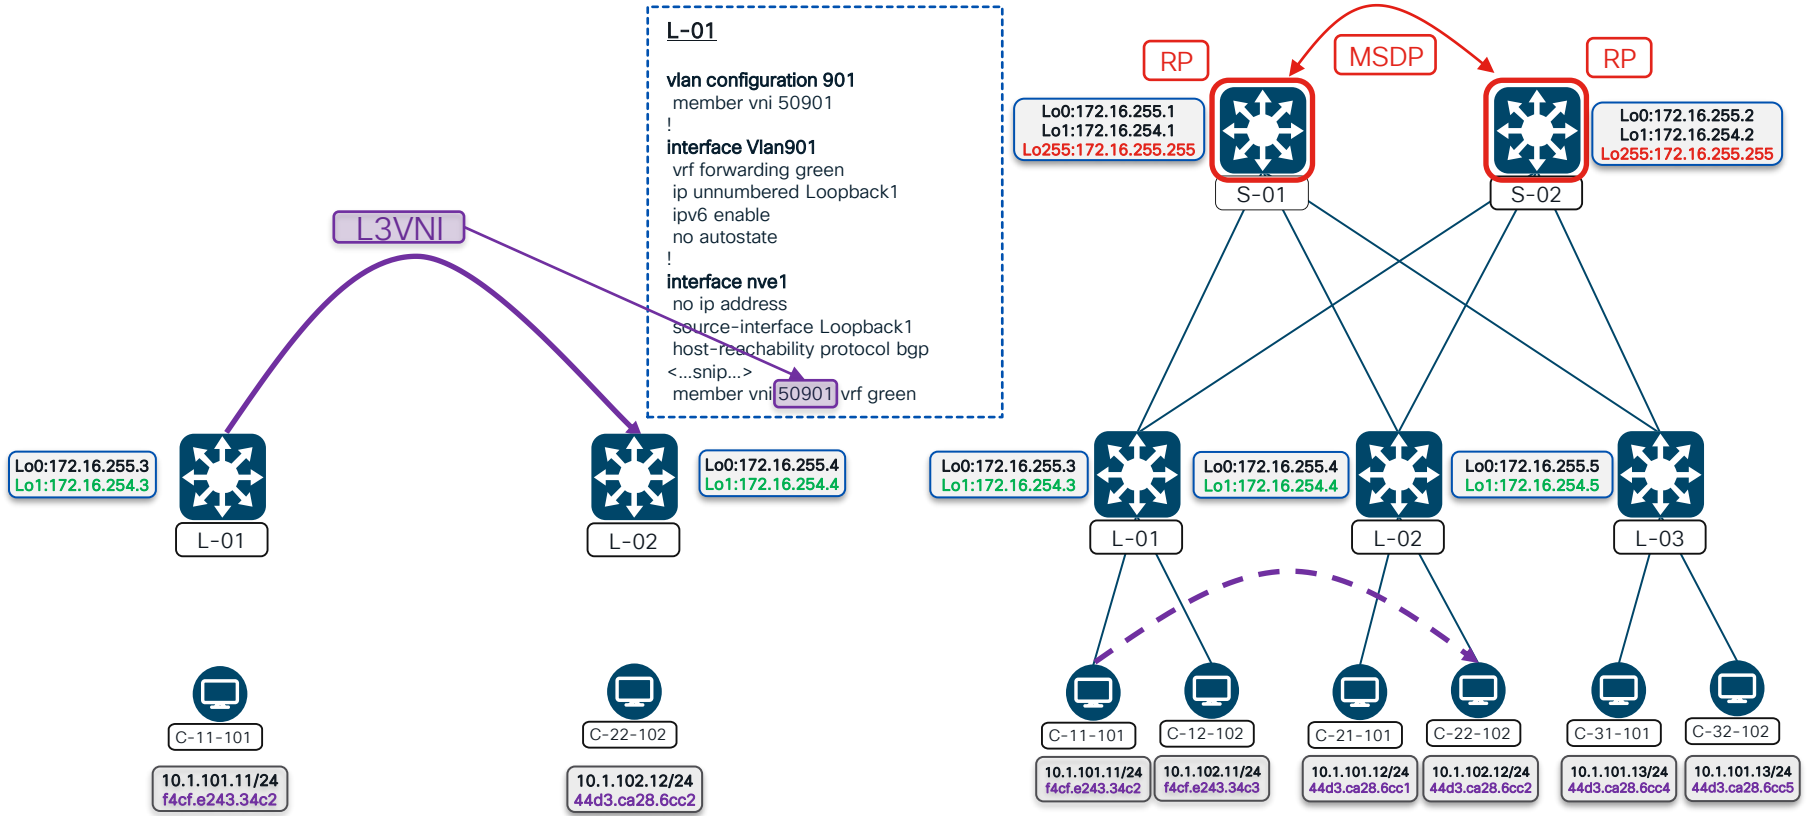 L-01
vlan configuration 901
member vni 50901
!
interface Vlan901
vrf forwarding green
ip unnumbered Loopback1
ipv6 enable
no autostate
!
interface nve1
no ip address
source-interface Loopback1
host-reachability protocol bgp
<...snip...>
member vni 50901 vrf green
L3VNI
Lo0:172.16.255.3
Lo1:172.16.254.3
L-01
Lo0:172.16.255.4
Lo1:172.16.254.4
L-02
C-11-101
10.1.101.11/24
f4cf.e243.34c2
C-22-102
10.1.102.12/24
44d3.ca28.6cc2
RP
MSDP
RP
Lo0:172.16.255.1
Lo1:172.16.254.1
Lo255:172.16.255.255
S-01
Lo0:172.16.255.2
Lo1:172.16.254.2
Lo255:172.16.255.255
S-02
Lo0:172.16.255.3
Lo1:172.16.254.3
L-01
Lo0:172.16.255.4
Lo1:172.16.254.4
L-02
Lo0:172.16.255.5
Lo1:172.16.254.5
L-03
C-11-101
10.1.101.11/24
f4cf.e243.34c2
C-12-102
10.1.102.11/24
f4cf.e243.34c3
C-21-101
10.1.101.12/24
44d3.ca28.6cc1
C-22-102
10.1.102.12/24
44d3.ca28.6cc2
C-31-101
10.1.101.13/24
44d3.ca28.6cc4
C-32-102
10.1.101.13/24
44d3.ca28.6cc5